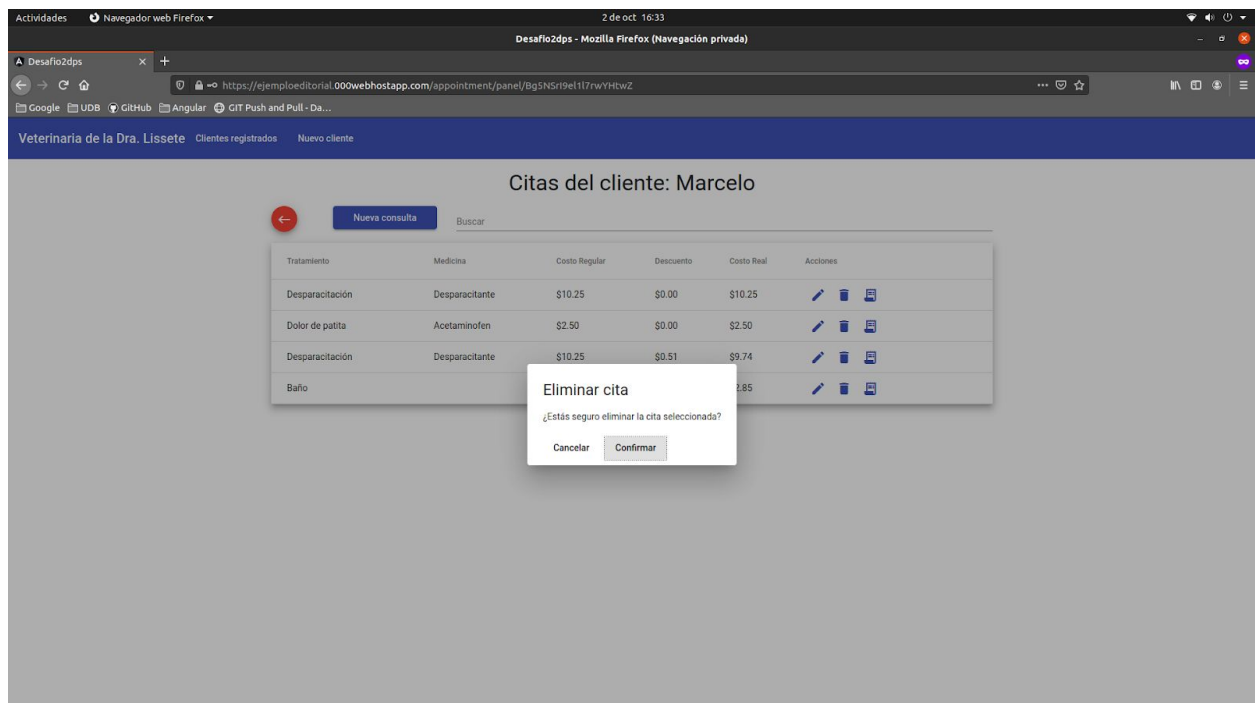 Actividades Navegador web Firefox 2 de oct 16:33
Desafio2dps - Mozilla Firefox (Navegación privada)
Desafio2dps
https://ejemploeditorial.000webhostapp.com/appointment/panel/Bg5NSrI9el1l7rwYHtwZ
Google UDB GitHub Angular GIT Push and Pull - Da...
Veterinaria de la Dra. Lissete Clientes registrados Nuevo cliente
Citas del cliente: Marcelo
Nueva consulta Buscar
Tratamiento Medicina Costo Regular Descuento Costo Real Acciones
Desparacitación Desparacitante $10.25 $0.00 $10.25
Dolor de patita Acetaminofen $2.50 $0.00 $2.50
Desparacitación Desparacitante $10.25 $0.51 $9.74
Baño 2.85
Eliminar cita
¿Estás seguro eliminar la cita seleccionada?
Cancelar Confirmar